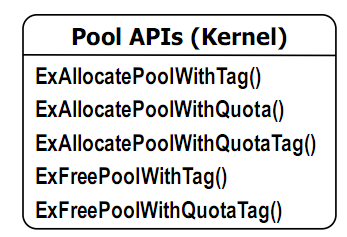 Pool APIs (Kernel)
ExAllocatePoolWithTag()
ExAllocatePoolWithQuota()
ExAllocatePoolWithQuotaTag()
ExFreePoolWithTag()
ExFreePoolWithQuotaTag()